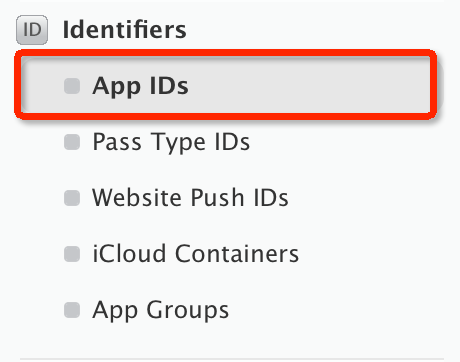 ID Identifiers
App IDs
Pass Type IDs
Website Push IDs
iCloud Containers
App Groups